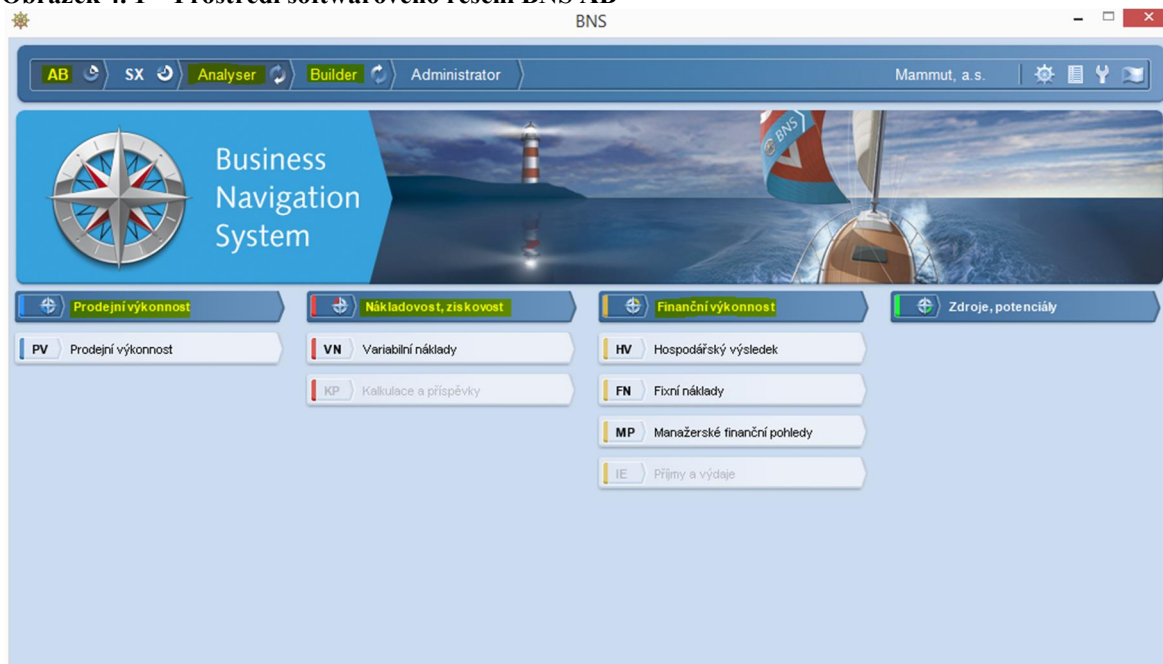 Obrázek 4. 1 – Prostředí softwarového řešení BNS AB
BNS
AB SX Analyser Builder Administrator Mammut, a.s.
Business
Navigation
System
BNS
Prodejní výkonnost Nákladovost, ziskovost Finanční výkonnost Zdroje, potenciály
PV Prodejní výkonnost VN Variabilní náklady HV Hospodářský výsledek
KP Kalkulace a příspěvky FN Fixní náklady
MP Manažerské finanční pohledy
IE Příjmy a výdaje